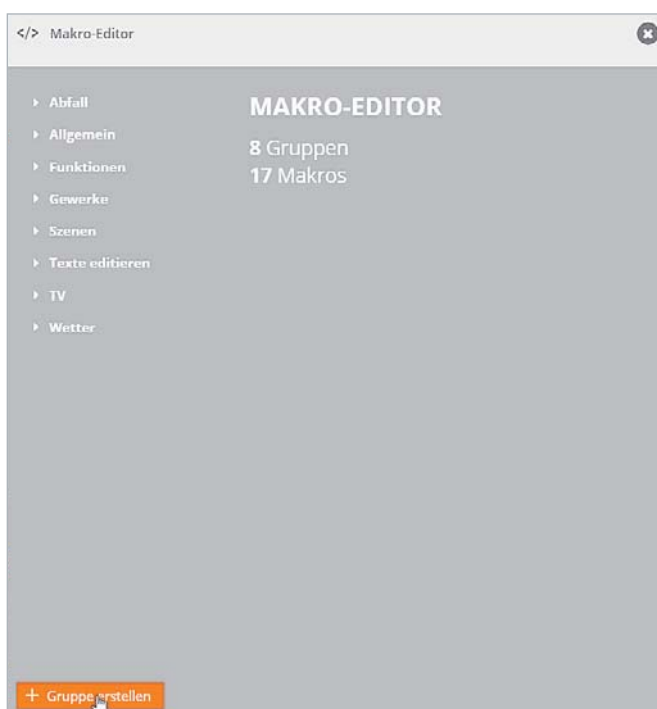 </> Makro-Editor
Abfall
Allgemein
Funktionen
Gewerke
Szenen
Texte editieren
TV
Wetter
MAKRO-EDITOR
8 Gruppen
17 Makros
+ Gruppe erstellen